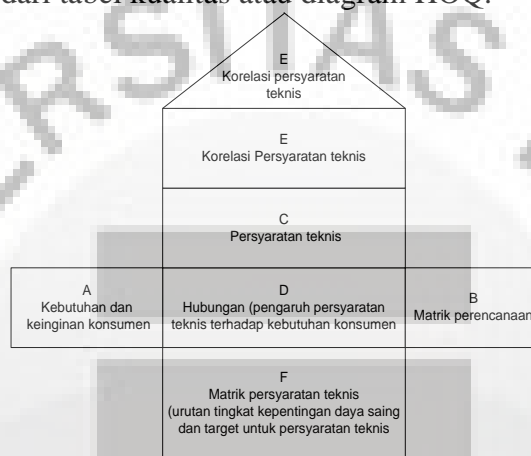 dari tabel kualitas atau diagram HOQ.
E
Korelasi persyaratan
teknis
E
Korelasi Persyaratan teknis
C
Persyaratan teknis
A
Kebutuhan dan
keinginan konsumen
D
Hubungan (pengaruh persyaratan
teknis terhadap kebutuhan konsumen
B
Matrik perencanaan
F
Matrik persyaratan teknis
(urutan tingkat kepentingan daya saing
dan target untuk persyaratan teknis